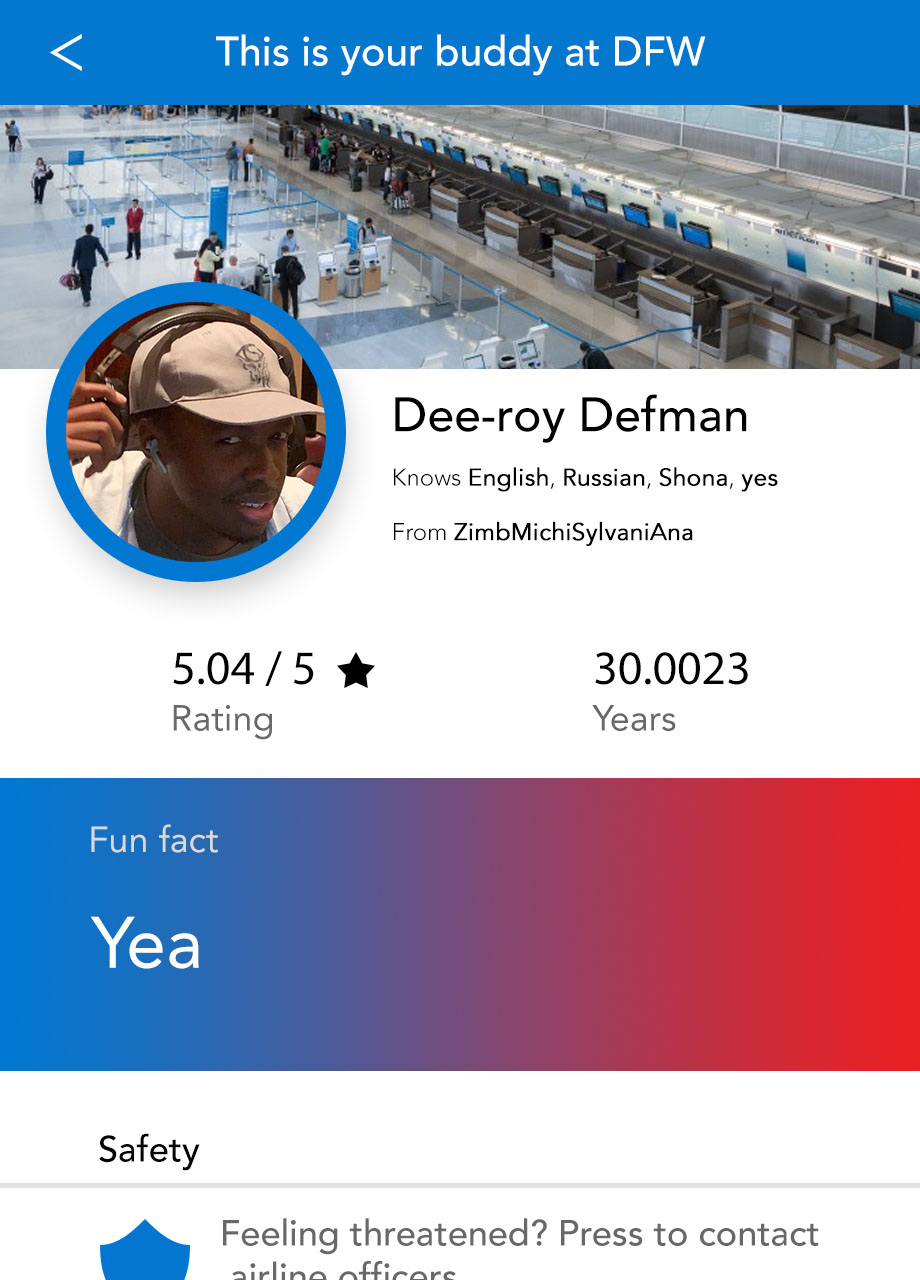 This is your buddy at DFW
Dee-roy Defman
Knows English, Russian, Shona, yes
From ZimbMichiSylvaniAna
5.04 / 5
30.0023
Rating
Years
Fun fact
Yea
Safety
Feeling threatened? Press to contact
airline officers